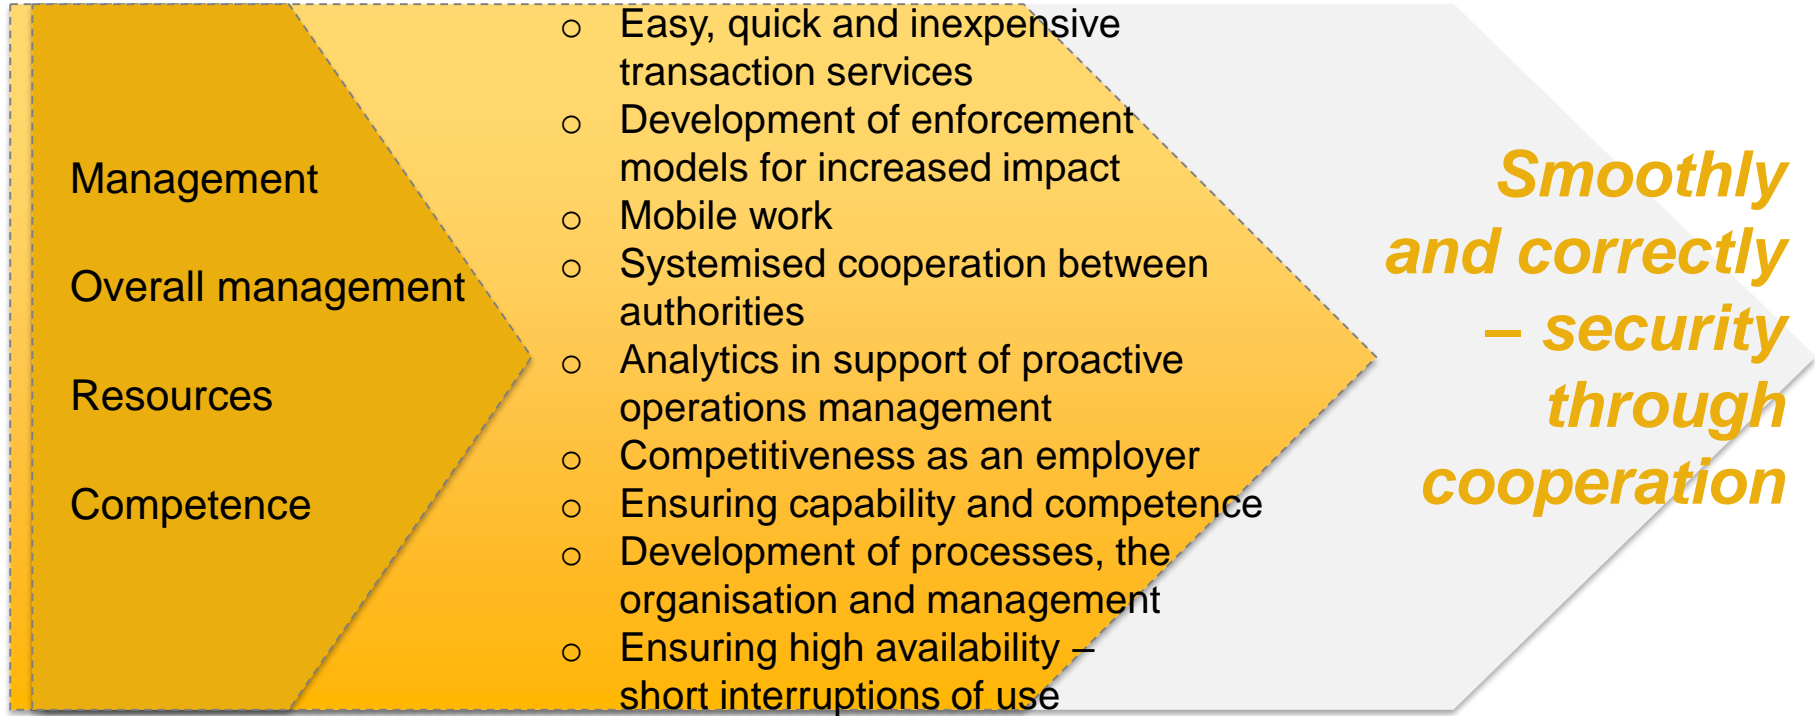 Management
Overall management
Resources
Competence
o Easy, quick and inexpensive
transaction services
o Development of enforcement
models for increased impact
o Mobile work
o Systemised cooperation between
authorities
o Analytics in support of proactive
operations management
o Competitiveness as an employer
o Ensuring capability and competence
o Development of processes, the
organisation and management
o Ensuring high availability –
short interruptions of use
Smoothly
and correctly
– security
through
cooperation